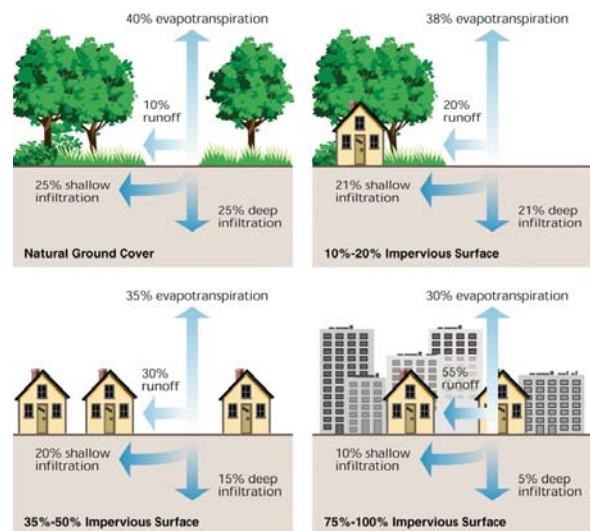 40% evapotranspiration
10%
runoff
25% shallow
infiltration
25% deep
infiltration
Natural Ground Cover
38% evapotranspiration
20%
runoff
21% shallow
infiltration
21% deep
infiltration
10%-20% Impervious Surface
35% evapotranspiration
30%
runoff
20% shallow
infiltration
15% deep
infiltration
35%-50% Impervious Surface
30% evapotranspiration
55%
runoff
10% shallow
infiltration
5% deep
infiltration
75%-100% Impervious Surface